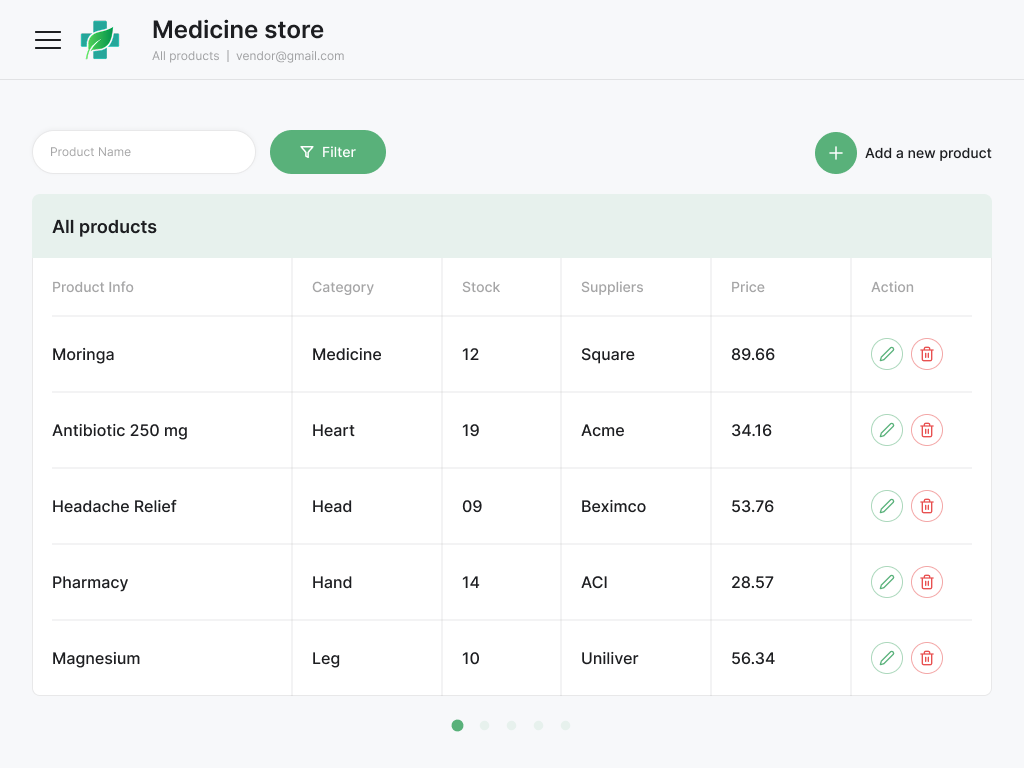 Medicine store
All products | vendor@gmail.com
Product Name
Filter
Add a new product
All products
Product Info Category Stock Suppliers Price Action
Moringa Medicine 12 Square 89.66
Antibiotic 250 mg Heart 19 Acme 34.16
Headache Relief Head 09 Beximco 53.76
Pharmacy Hand 14 ACI 28.57
Magnesium Leg 10 Uniliver 56.34